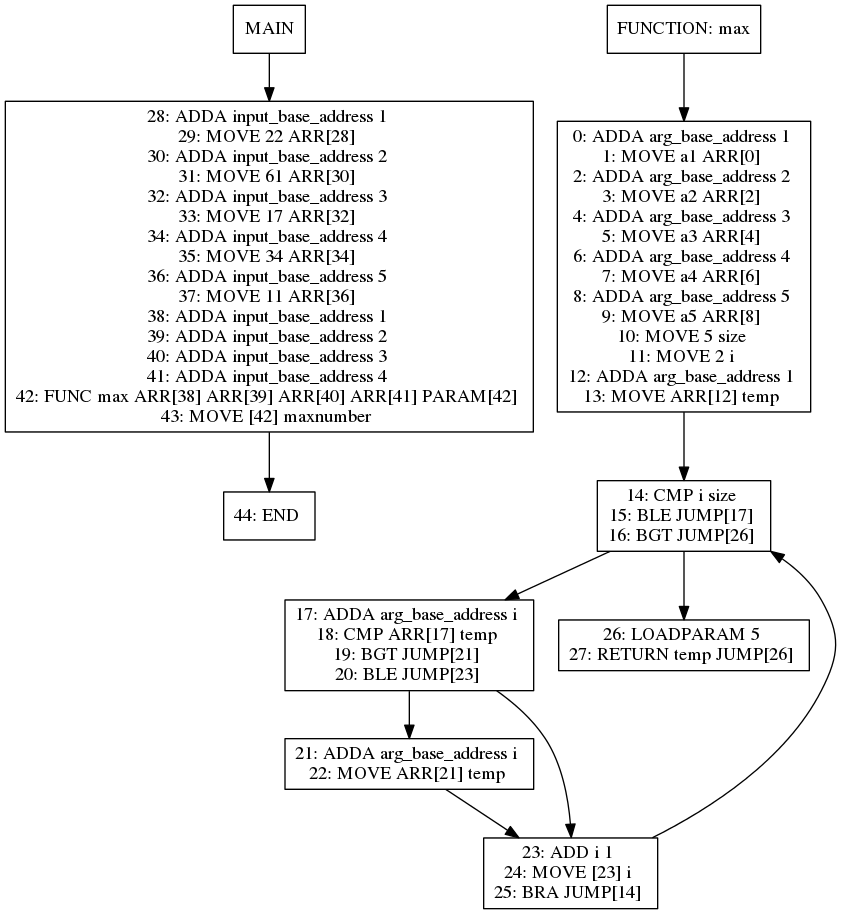 MAIN
28: ADDA input_base_address 1
29: MOVE 22 ARR[28]
30: ADDA input_base_address 2
31: MOVE 61 ARR[30]
32: ADDA input_base_address 3
33: MOVE 17 ARR[32]
34: ADDA input_base_address 4
35: MOVE 34 ARR[34]
36: ADDA input_base_address 5
37: MOVE 11 ARR[36]
38: ADDA input_base_address 1
39: ADDA input_base_address 2
40: ADDA input_base_address 3
41: ADDA input_base_address 4
42: FUNC max ARR[38] ARR[39] ARR[40] ARR[41] PARAM[42]
43: MOVE [42] maxnumber
44: END
FUNCTION: max
0: ADDA arg_base_address 1
1: MOVE a1 ARR[0]
2: ADDA arg_base_address 2
3: MOVE a2 ARR[2]
4: ADDA arg_base_address 3
5: MOVE a3 ARR[4]
6: ADDA arg_base_address 4
7: MOVE a4 ARR[6]
8: ADDA arg_base_address 5
9: MOVE a5 ARR[8]
10: MOVE 5 size
11: MOVE 2 i
12: ADDA arg_base_address 1
13: MOVE ARR[12] temp
14: CMP i size
15: BLE JUMP[17]
16: BGT JUMP[26]
17: ADDA arg_base_address i
18: CMP ARR[17] temp
19: BGT JUMP[21]
20: BLE JUMP[23]
26: LOADPARAM 5
27: RETURN temp JUMP[26]
21: ADDA arg_base_address i
22: MOVE ARR[21] temp
23: ADD i 1
24: MOVE [23] i
25: BRA JUMP[14]